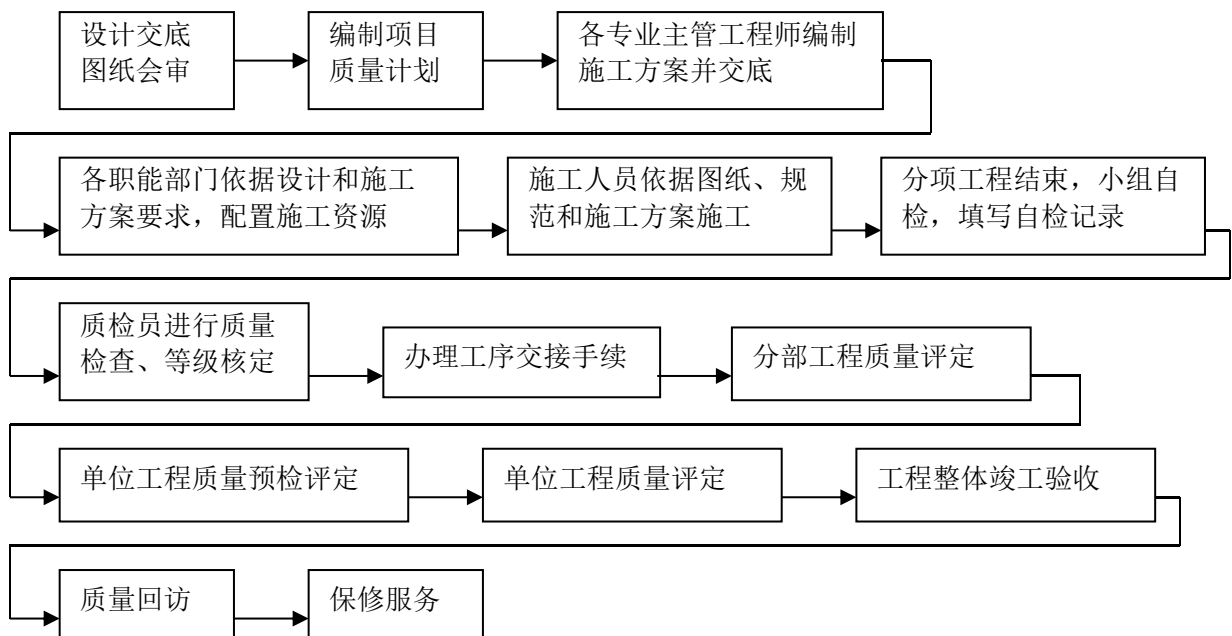 设计交底
图纸会审
编制项目
质量计划
各专业主管工程师编制
施工方案并交底
各职能部门依据设计和施工
方案要求，配置施工资源
施工人员依据图纸、规
范和施工方案施工
分项工程结束，小组自
检，填写自检记录
质检员进行质量
检查、等级核定
办理工序交接手续
分部工程质量评定
单位工程质量预检评定
单位工程质量评定
工程整体竣工验收
质量回访
保修服务